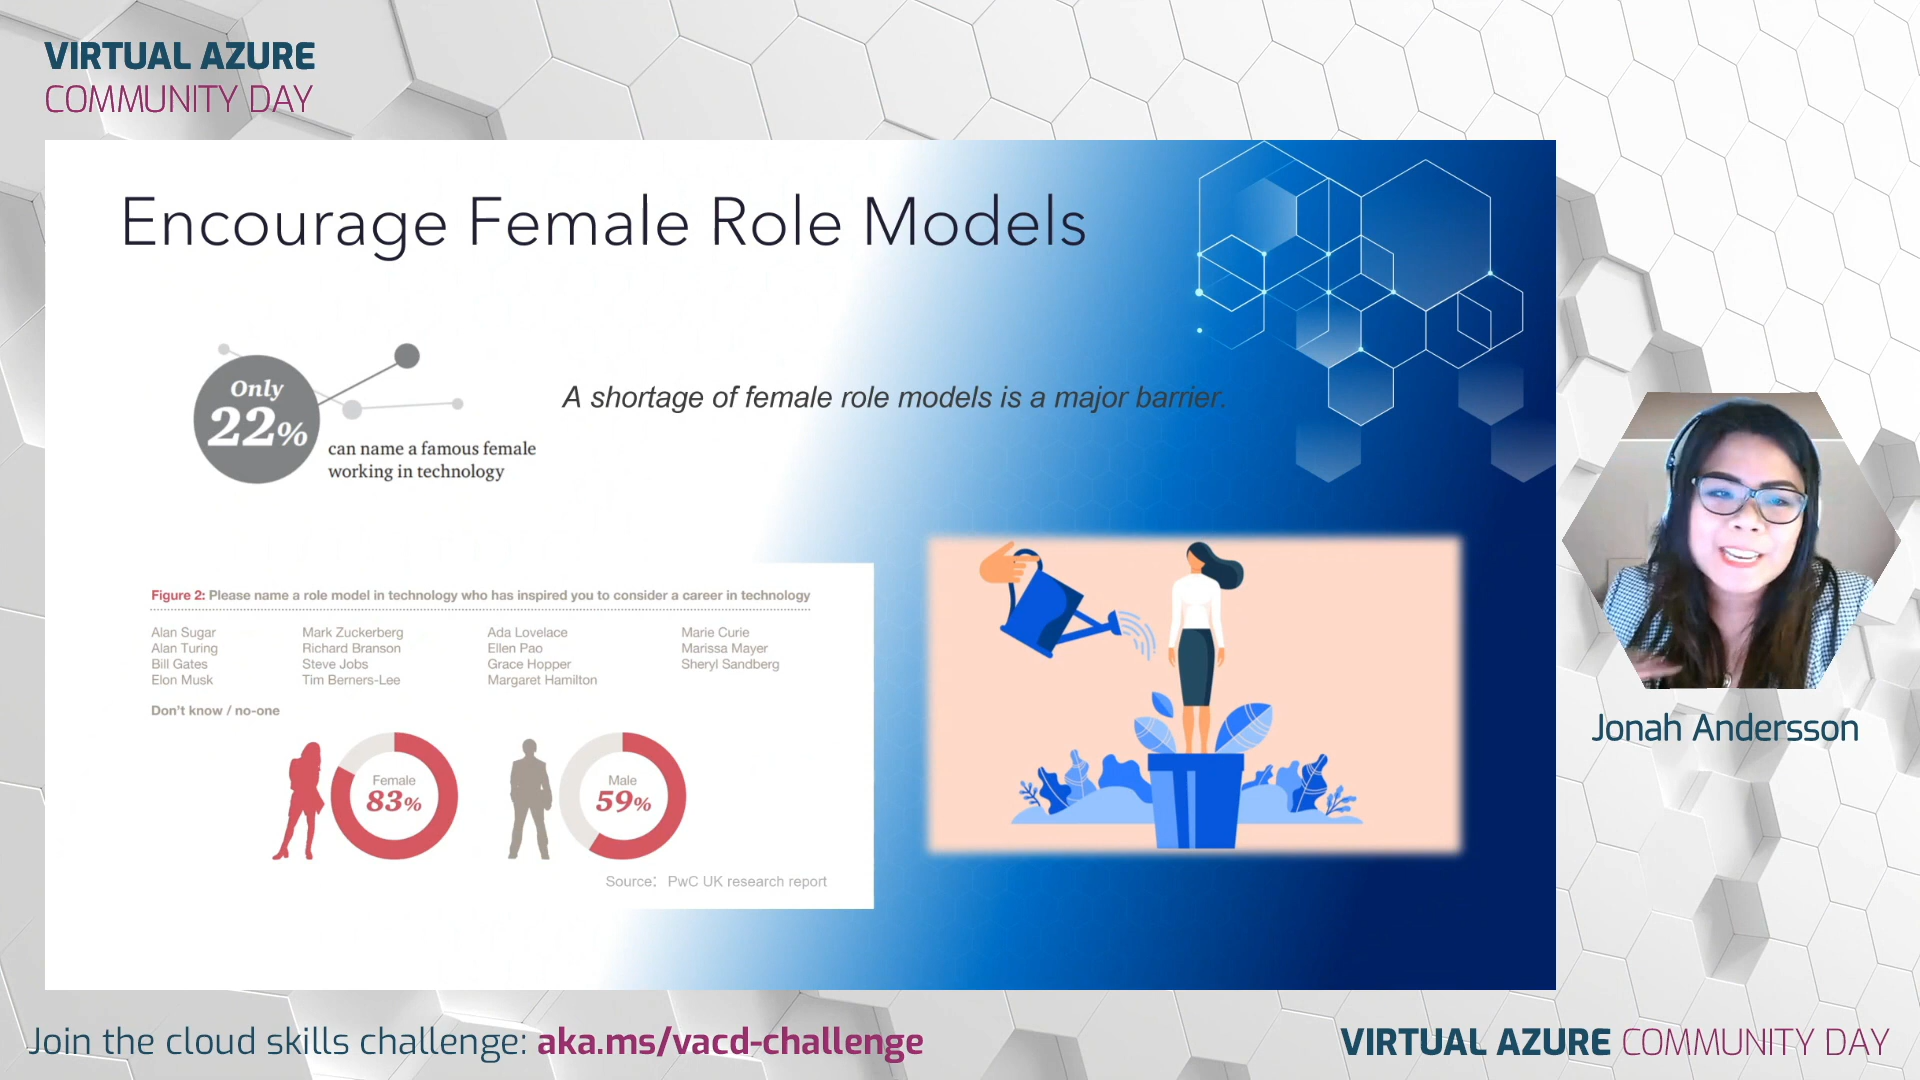 VIRTUAL AZURE
COMMUNITY DAY
Encourage Female Role Models
Only
22%
can name a famous female
working in technology
A shortage of female role models is a major barrier.
Figure 2: Please name a role model in technology who has inspired you to consider a career in technology
Alan Sugar
Alan Turing
Bill Gates
Elon Musk
Mark Zuckerberg
Richard Branson
Steve Jobs
Tim Berners-Lee
Ada Lovelace
Ellen Pao
Grace Hopper
Margaret Hamilton
Marie Curie
Marissa Mayer
Sheryl Sandberg
Don't know / no-one
Female
83%
Male
59%
Source: PwC UK research report
Jonah Andersson
Join the cloud skills challenge: aka.ms/vacd-challenge
VIRTUAL AZURE COMMUNITY DAY